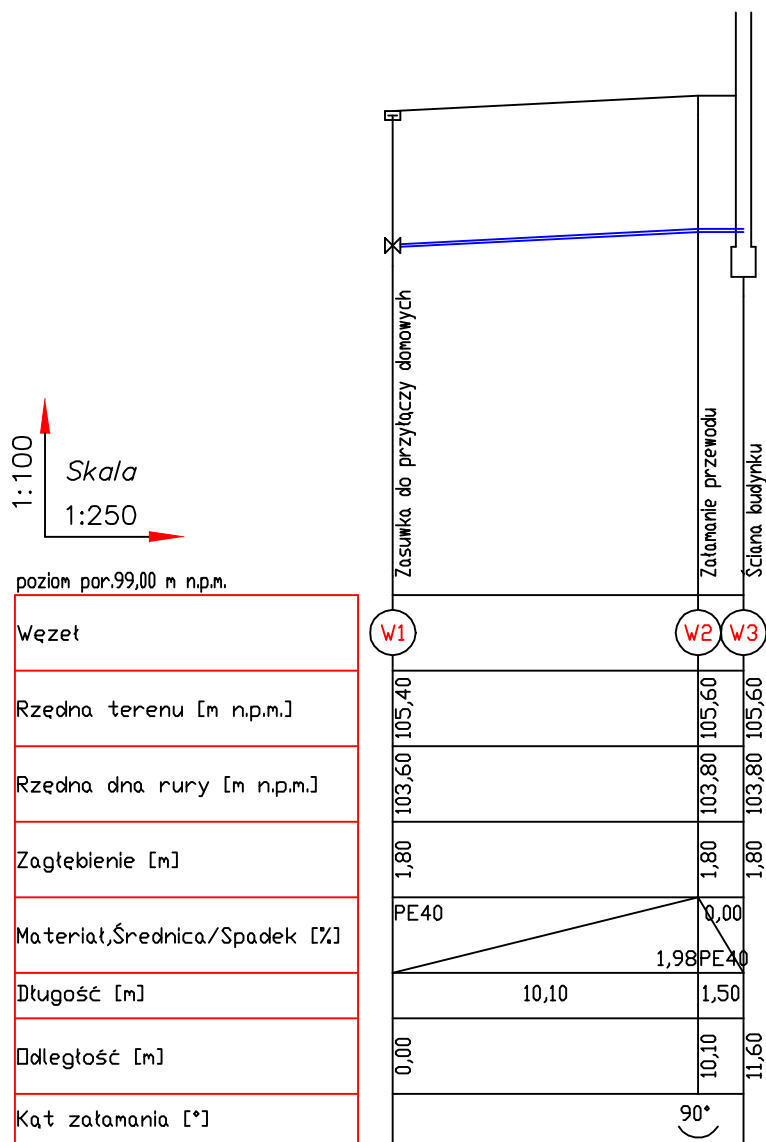 Zasuwka do przyłączy domowych
Załamanie przewodu
Ściana budynku
1:100
Skala
1:250
poziom por.99,00 m n.p.m.
Węzeł W1 W2 W3
Rzędna terenu [m n.p.m.] 105,40 105,60 105,60
Rzędna dna rury [m n.p.m.] 103,60 103,80 103,80
Zagłębienie [m] 1,80 1,80 1,80
PE40 0,00
Materiał,Średnica/Spadek [%]
1,98 PE40
Długość [m] 10,10 1,50
Odległość [m] 0,00 10,10 11,60
Kąt załamania [°] 90°